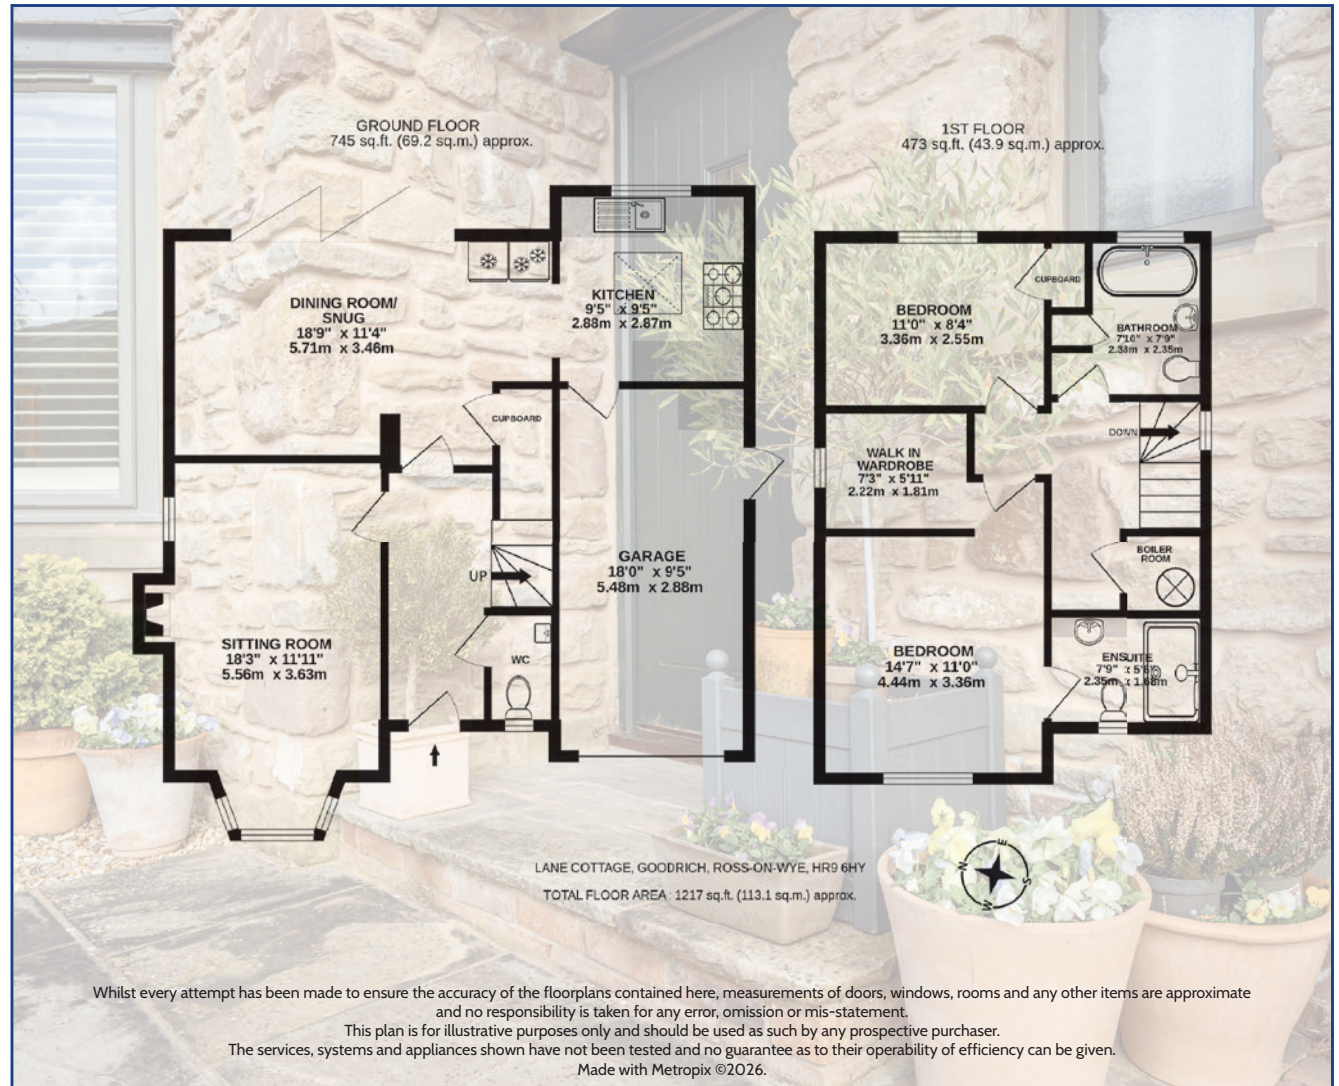 GROUND FLOOR
745 sq.ft. (69.2 sq.m.) approx.
1ST FLOOR
473 sq.ft. (43.9 sq.m.) approx.
DINING ROOM/
SNUG
18'9" x 11'4"
5.71m x 3.46m
KITCHEN
9'5" x 9'5"
2.88m x 2.87m
CUPBOARD
UP
GARAGE
18'0" x 9'5"
5.48m x 2.88m
SITTING ROOM
18'3" x 11'11"
5.56m x 3.63m
WC
BEDROOM
11'0" x 8'4"
3.36m x 2.55m
CUPBOARD
BATHROOM
7'10" x 7'9"
2.38m x 2.35m
WALK IN
WARDROBE
7'3" x 5'11"
2.22m x 1.81m
DOWN
BOILER
ROOM
BEDROOM
14'7" x 11'0"
4.44m x 3.36m
ENSUITE
7'9" x 5'6"
2.35m x 1.68m
LANE COTTAGE, GOODRICH, ROSS-ON-WYE, HR9 6HY
TOTAL FLOOR AREA : 1217 sq.ft. (113.1 sq.m.) approx.
N
E
S
W
Whilst every attempt has been made to ensure the accuracy of the floorplans contained here, measurements of doors, windows, rooms and any other items are approximate
and no responsibility is taken for any error, omission or mis-statement.
This plan is for illustrative purposes only and should be used as such by any prospective purchaser.
The services, systems and appliances shown have not been tested and no guarantee as to their operability of efficiency can be given.
Made with Metropix ©2026.